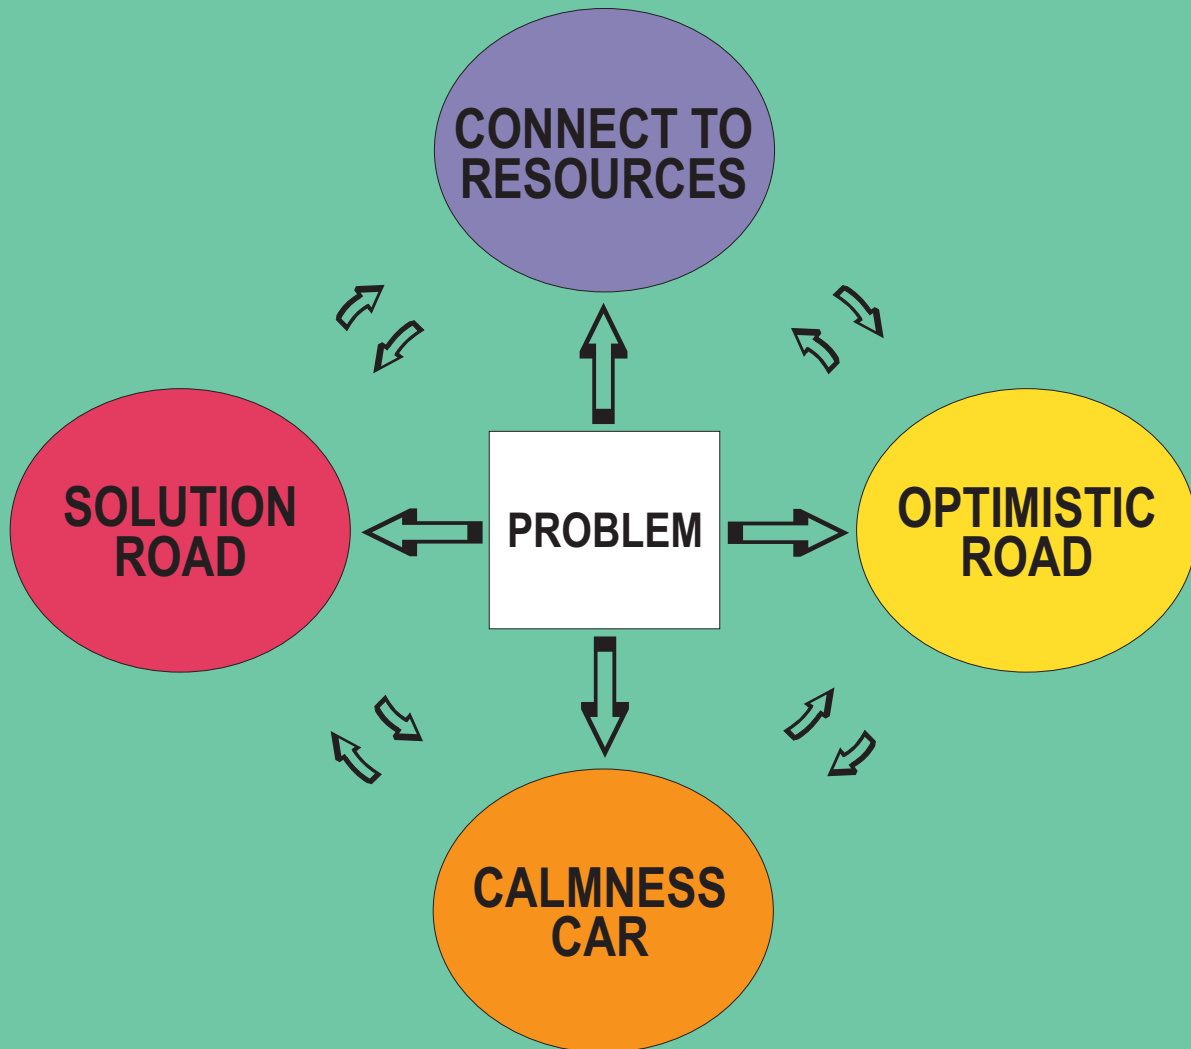 CONNECT TO
RESOURCES
SOLUTION
ROAD
PROBLEM
OPTIMISTIC
ROAD
CALMNESS
CAR